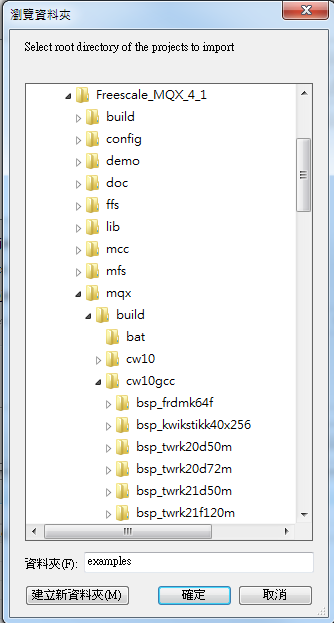 瀏覽資料夾
Select root directory of the projects to import
Freescale_MQX_4_1
build
config
demo
doc
ffs
lib
mcc
mfs
mqx
build
bat
cw10
cw10gcc
bsp_frdmk64f
bsp_kwikstikk40x256
bsp_twrk20d50m
bsp_twrk20d72m
bsp_twrk21d50m
bsp_twrk21f120m
資料夾(F): examples
建立新資料夾(M) 確定 取消